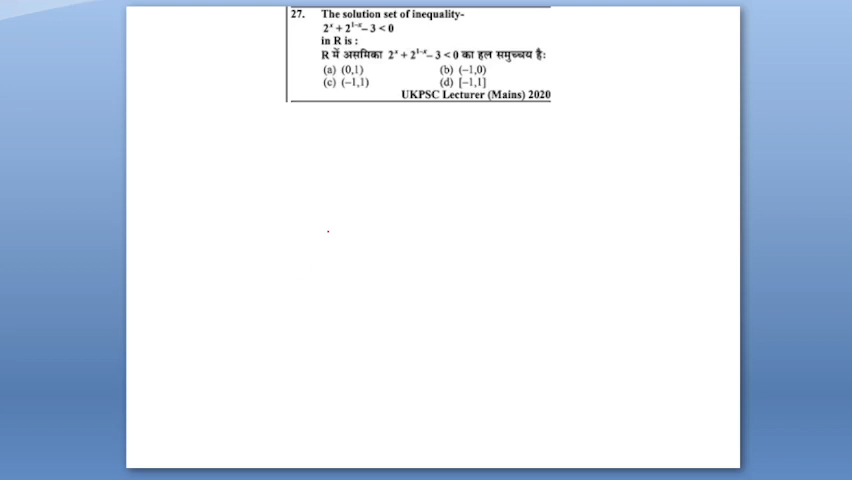 27. The solution set of inequality-
2ˣ + 2¹⁻ˣ – 3 < 0
in R is :
R में असमिका 2ˣ + 2¹⁻ˣ – 3 < 0 का हल समुच्चय है:
(a) (0,1) (b) (–1,0)
(c) (–1,1) (d) [–1,1]
UKPSC Lecturer (Mains) 2020